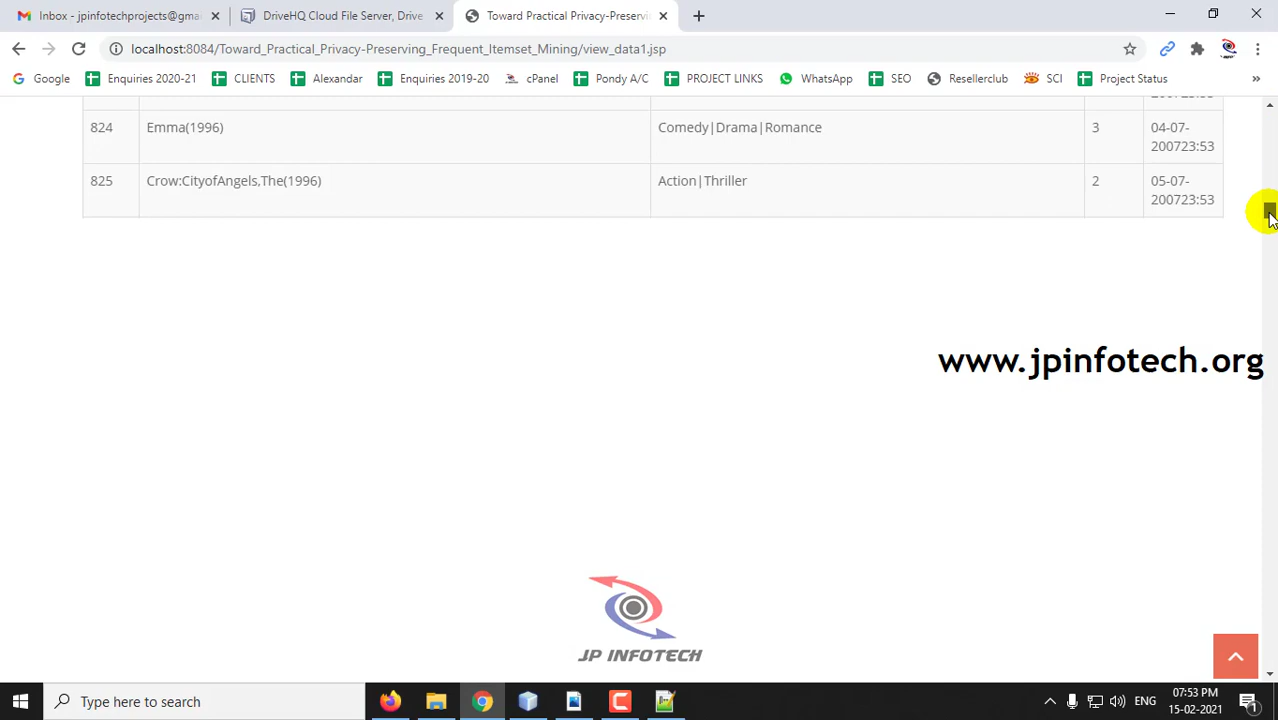 Inbox - jpinfotechprojects@gma
DriveHQ Cloud File Server, Drive
Toward Practical Privacy-Preservi
localhost:8084/Toward_Practical_Privacy-Preserving_Frequent_Itemset_Mining/view_data1.jsp
Google
Enquiries 2020-21
CLIENTS
Alexandar
Enquiries 2019-20
cPanel
Pondy A/C
PROJECT LINKS
WhatsApp
SEO
Resellerclub
SCI
Project Status
200723:53
824 Emma(1996) Comedy|Drama|Romance 3 04-07-
200723:53
825 Crow:CityofAngels,The(1996) Action|Thriller 2 05-07-
200723:53
www.jpinfotech.org
JP INFOTECH
Type here to search
ENG
07:53 PM
15-02-2021
1